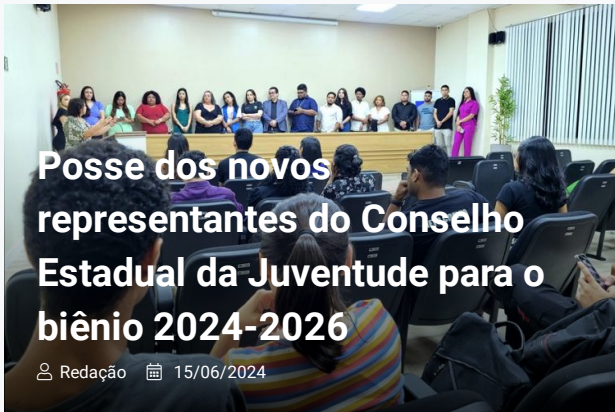 Posse dos novos
representantes do Conselho
Estadual da Juventude para o
biênio 2024-2026
Redação 15/06/2024